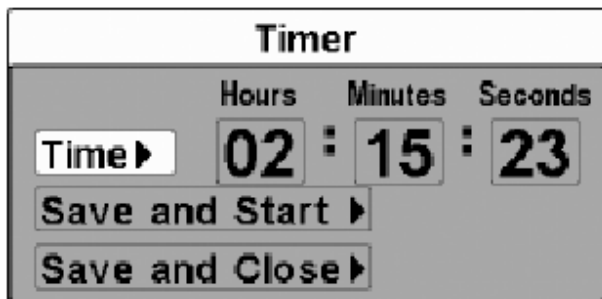 Timer
Hours Minutes Seconds
Time▶ 02 : 15 : 23
Save and Start ▶
Save and Close▶